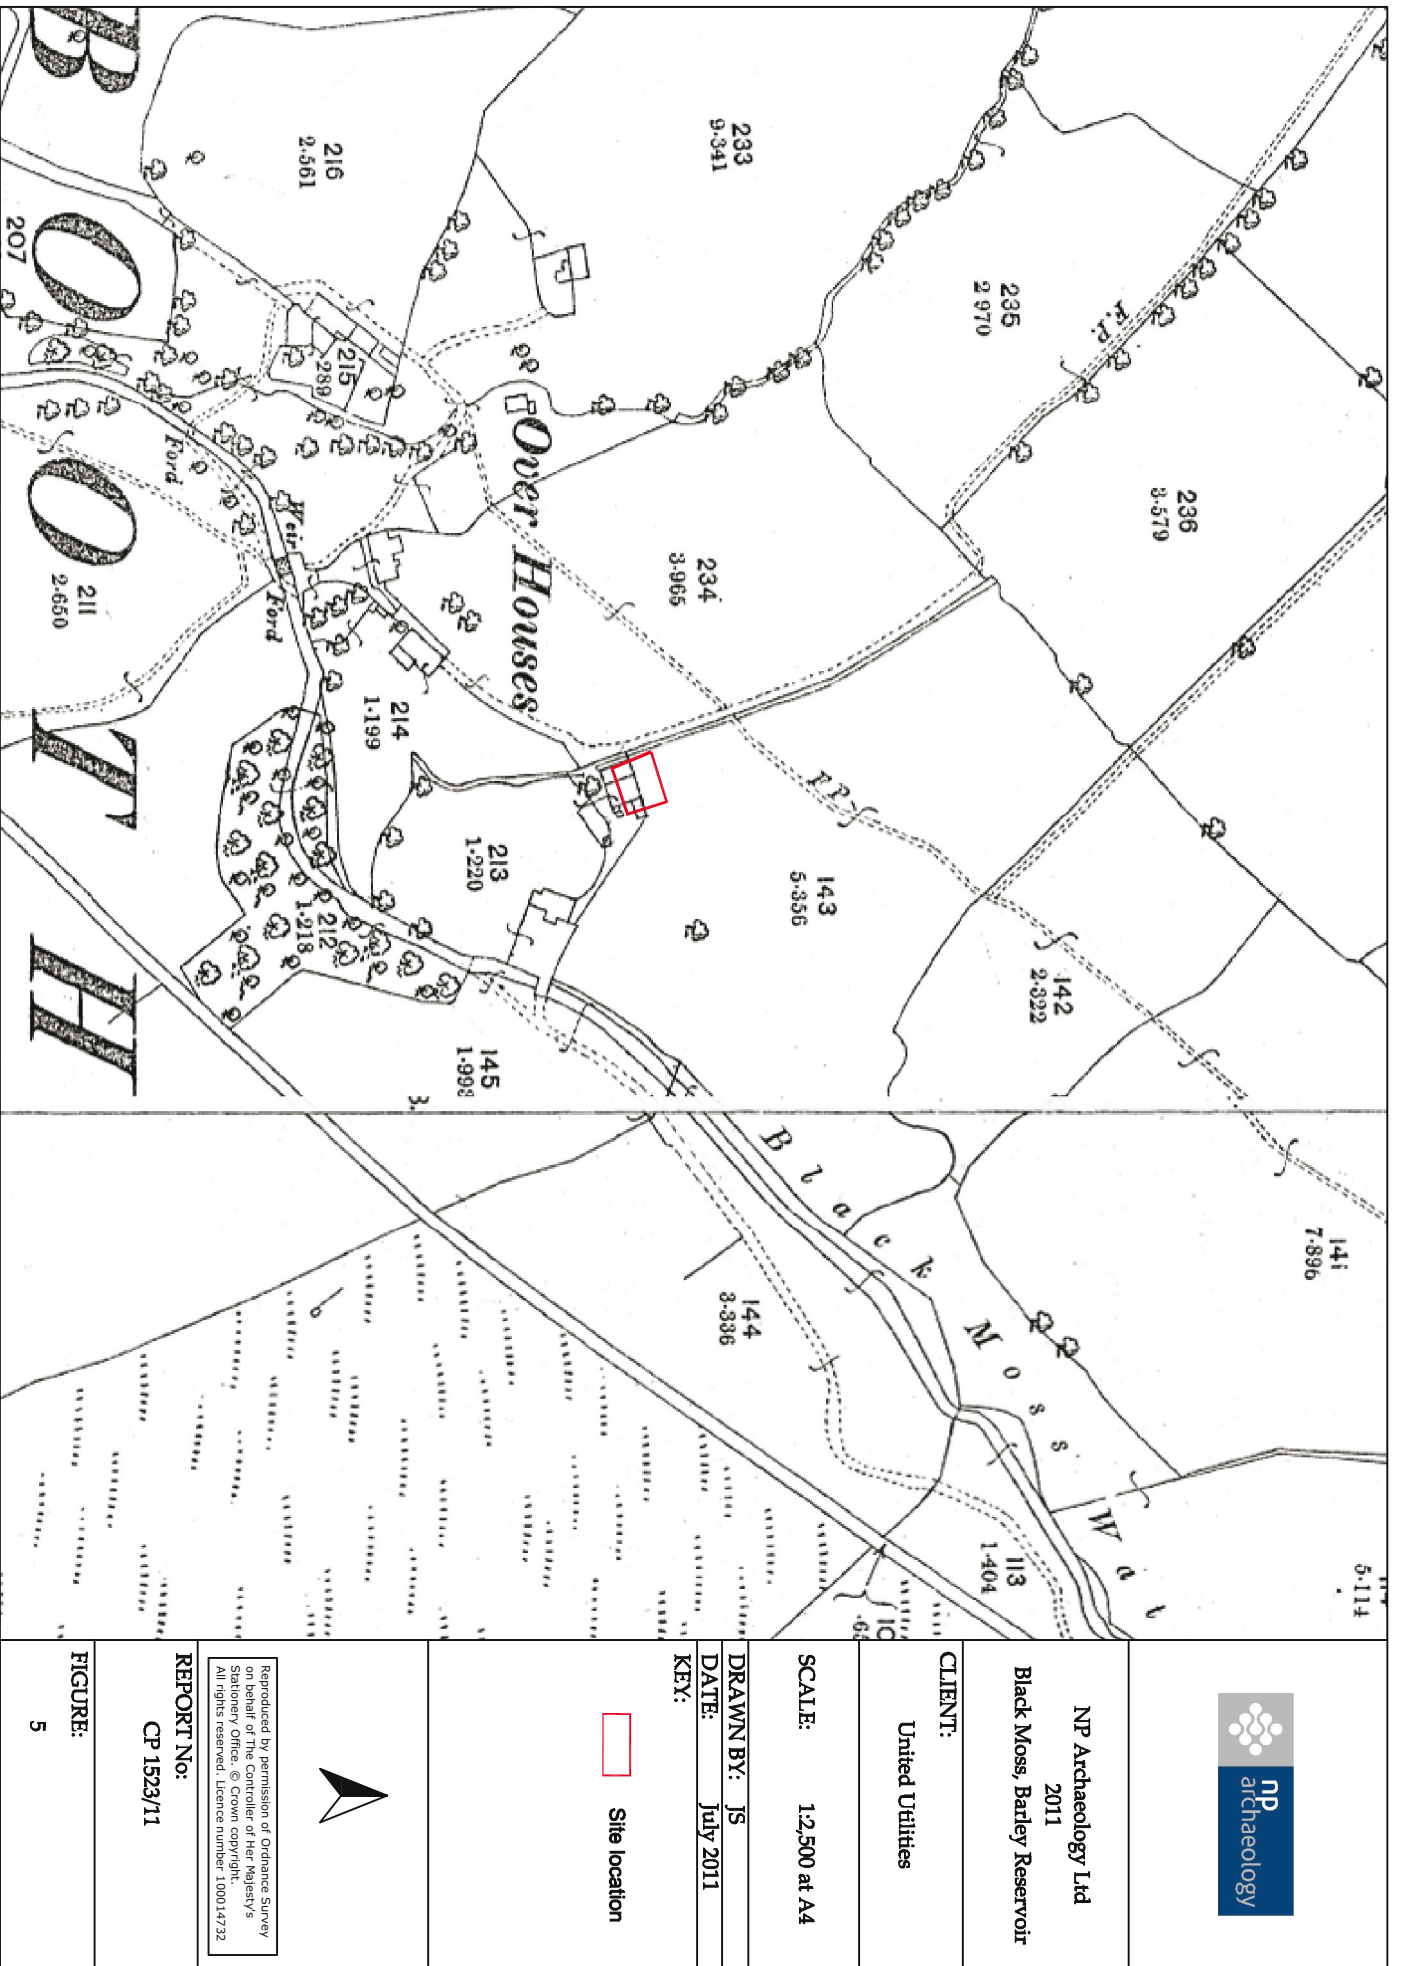 233
9·341
235
2·970
236
3·579
216
2·561
F.P.
207
215
·289
Over Houses
234
3·965
Ford
Weir
Ford
211
2·650
214
1·199
F.P.
213
1·220
143
5·356
142
2·322
212
1·218
145
1·998
3.
141
7·896
144
3·336
Black Moss Wat
113
1·404
5·114
10
·65
B
O
O
T
H
np
archaeology
NP Archaeology Ltd
2011
Black Moss, Barley Reservoir
CLIENT:
United Utilities
SCALE: 1:2,500 at A4
DRAWN BY: JS
DATE: July 2011
KEY:
Site location
Reproduced by permission of Ordnance Survey
on behalf of The Controller of Her Majesty's
Stationery Office. © Crown copyright.
All rights reserved. Licence number 100014732
REPORT No:
CP 1523/11
FIGURE:
5